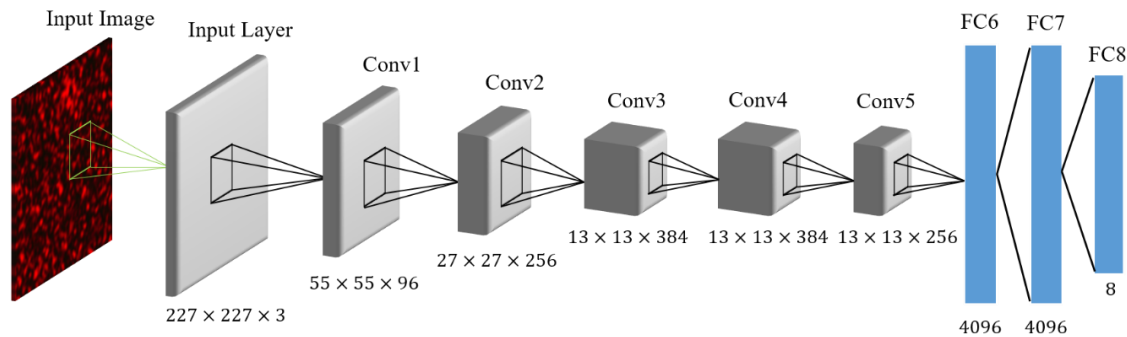 Input Image
Input Layer
Conv1
Conv2
Conv3
Conv4
Conv5
FC6
FC7
FC8
227 × 227 × 3
55 × 55 × 96
27 × 27 × 256
13 × 13 × 384
13 × 13 × 384
13 × 13 × 256
4096
4096
8